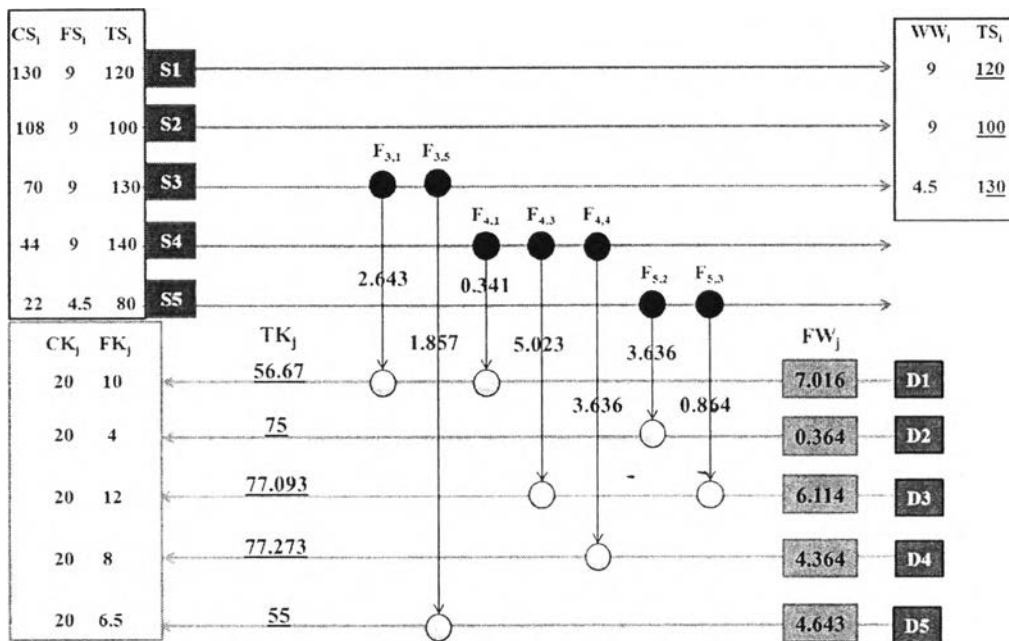 CSᵢ FSᵢ TSᵢ WWᵢ TSᵢ
130 9 120 S1 9 120
108 9 100 S2 9 100
F₃,₁ F₃,₅
70 9 130 S3 4.5 130
F₄,₁ F₄,₃ F₄,₄
44 9 140 S4
2.643 0.341 F₅,₂ F₅,₃
22 4.5 80 S5
CKⱼ FKⱼ TKⱼ 1.857 5.023 3.636 FWⱼ
20 10 56.67 7.016 D1
3.636 0.864
20 4 75 0.364 D2
20 12 77.093 6.114 D3
20 8 77.273 4.364 D4
20 6.5 55 4.643 D5